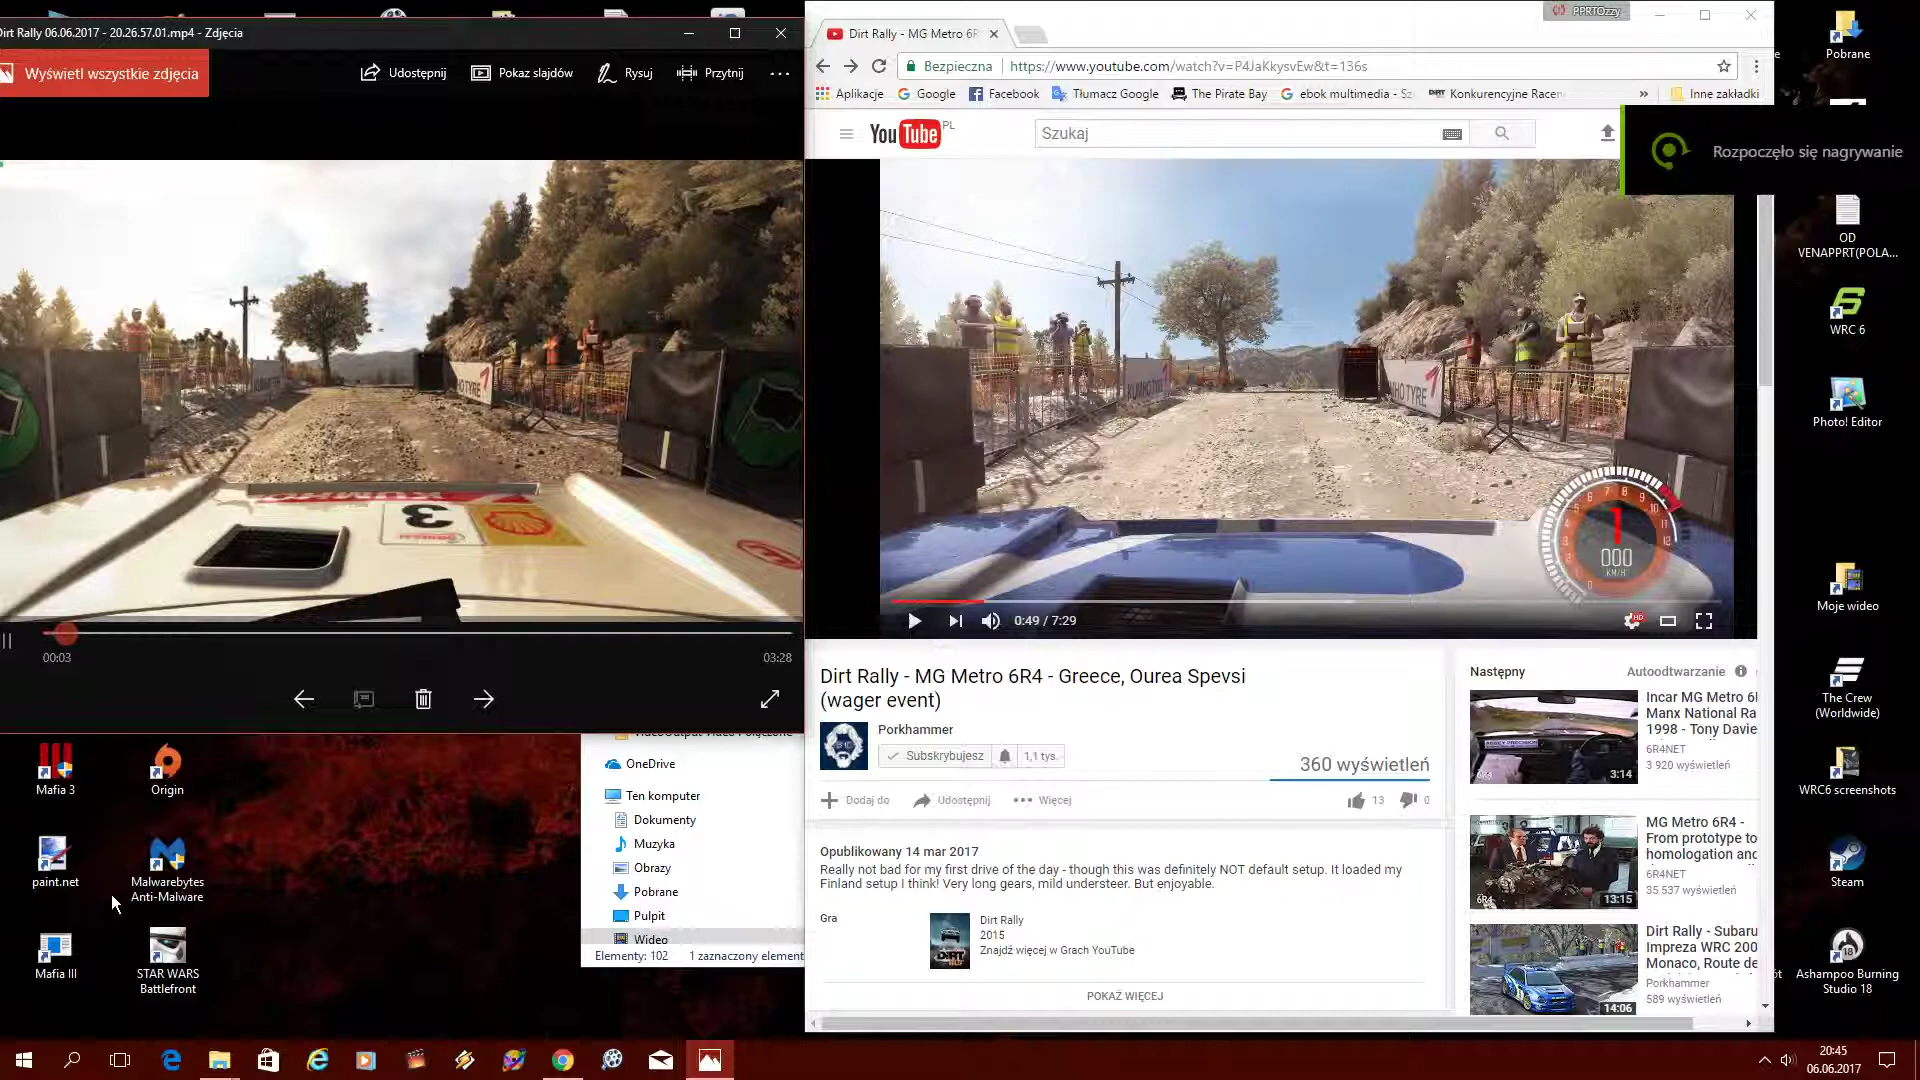 Dirt Rally 06.06.2017 - 20.26.57.01.mp4 - Zdjęcia
Wyświetl wszystkie zdjęcia
Udostępnij
Pokaz slajdów
Rysuj
Przytnij
3
00:03
03:28
PPRTOzzy
Dirt Rally - MG Metro 6R
Bezpieczna
https://www.youtube.com/watch?v=P4JaKkysvEw&t=136s
Aplikacje
Google
Facebook
Tłumacz Google
The Pirate Bay
ebok multimedia - Sz
Konkurencyjne Racen
»
Inne zakładki
YouTube PL
Szukaj
Rozpoczęło się nagrywanie
KUMHO TYRE
1
000
KM/H
0:49 / 7:29
HD
Dirt Rally - MG Metro 6R4 - Greece, Ourea Spevsi
(wager event)
Porkhammer
Subskrybujesz
1,1 tys.
360 wyświetleń
Dodaj do
Udostępnij
Więcej
13
0
Opublikowany 14 mar 2017
Really not bad for my first drive of the day - though this was definitely NOT default setup. It loaded my
Finland setup I think! Very long gears, mild understeer. But enjoyable.
Gra
Dirt Rally
2015
Znajdź więcej w Grach YouTube
POKAŻ WIĘCEJ
Następny
Autoodtwarzanie
Incar MG Metro 6
Manx National Ra
1998 - Tony Davie
6R4NET
3 920 wyświetleń
3:14
MG Metro 6R4 -
From prototype to
homologation and
6R4NET
35 537 wyświetleń
13:15
Dirt Rally - Subaru
Impreza WRC 200
Monaco, Route de
Porkhammer
589 wyświetleń
14:06
OneDrive
Ten komputer
Dokumenty
Muzyka
Obrazy
Pobrane
Pulpit
Wideo
Elementy: 102
1 zaznaczony element
Mafia 3
Origin
paint.net
Malwarebytes
Anti-Malware
Mafia III
STAR WARS
Battlefront
Pobrane
OD
VENAPPRT(POLA...
WRC 6
Photo! Editor
Moje wideo
The Crew
(Worldwide)
WRC6 screenshots
Steam
Ashampoo Burning
Studio 18
20:45
06.06.2017